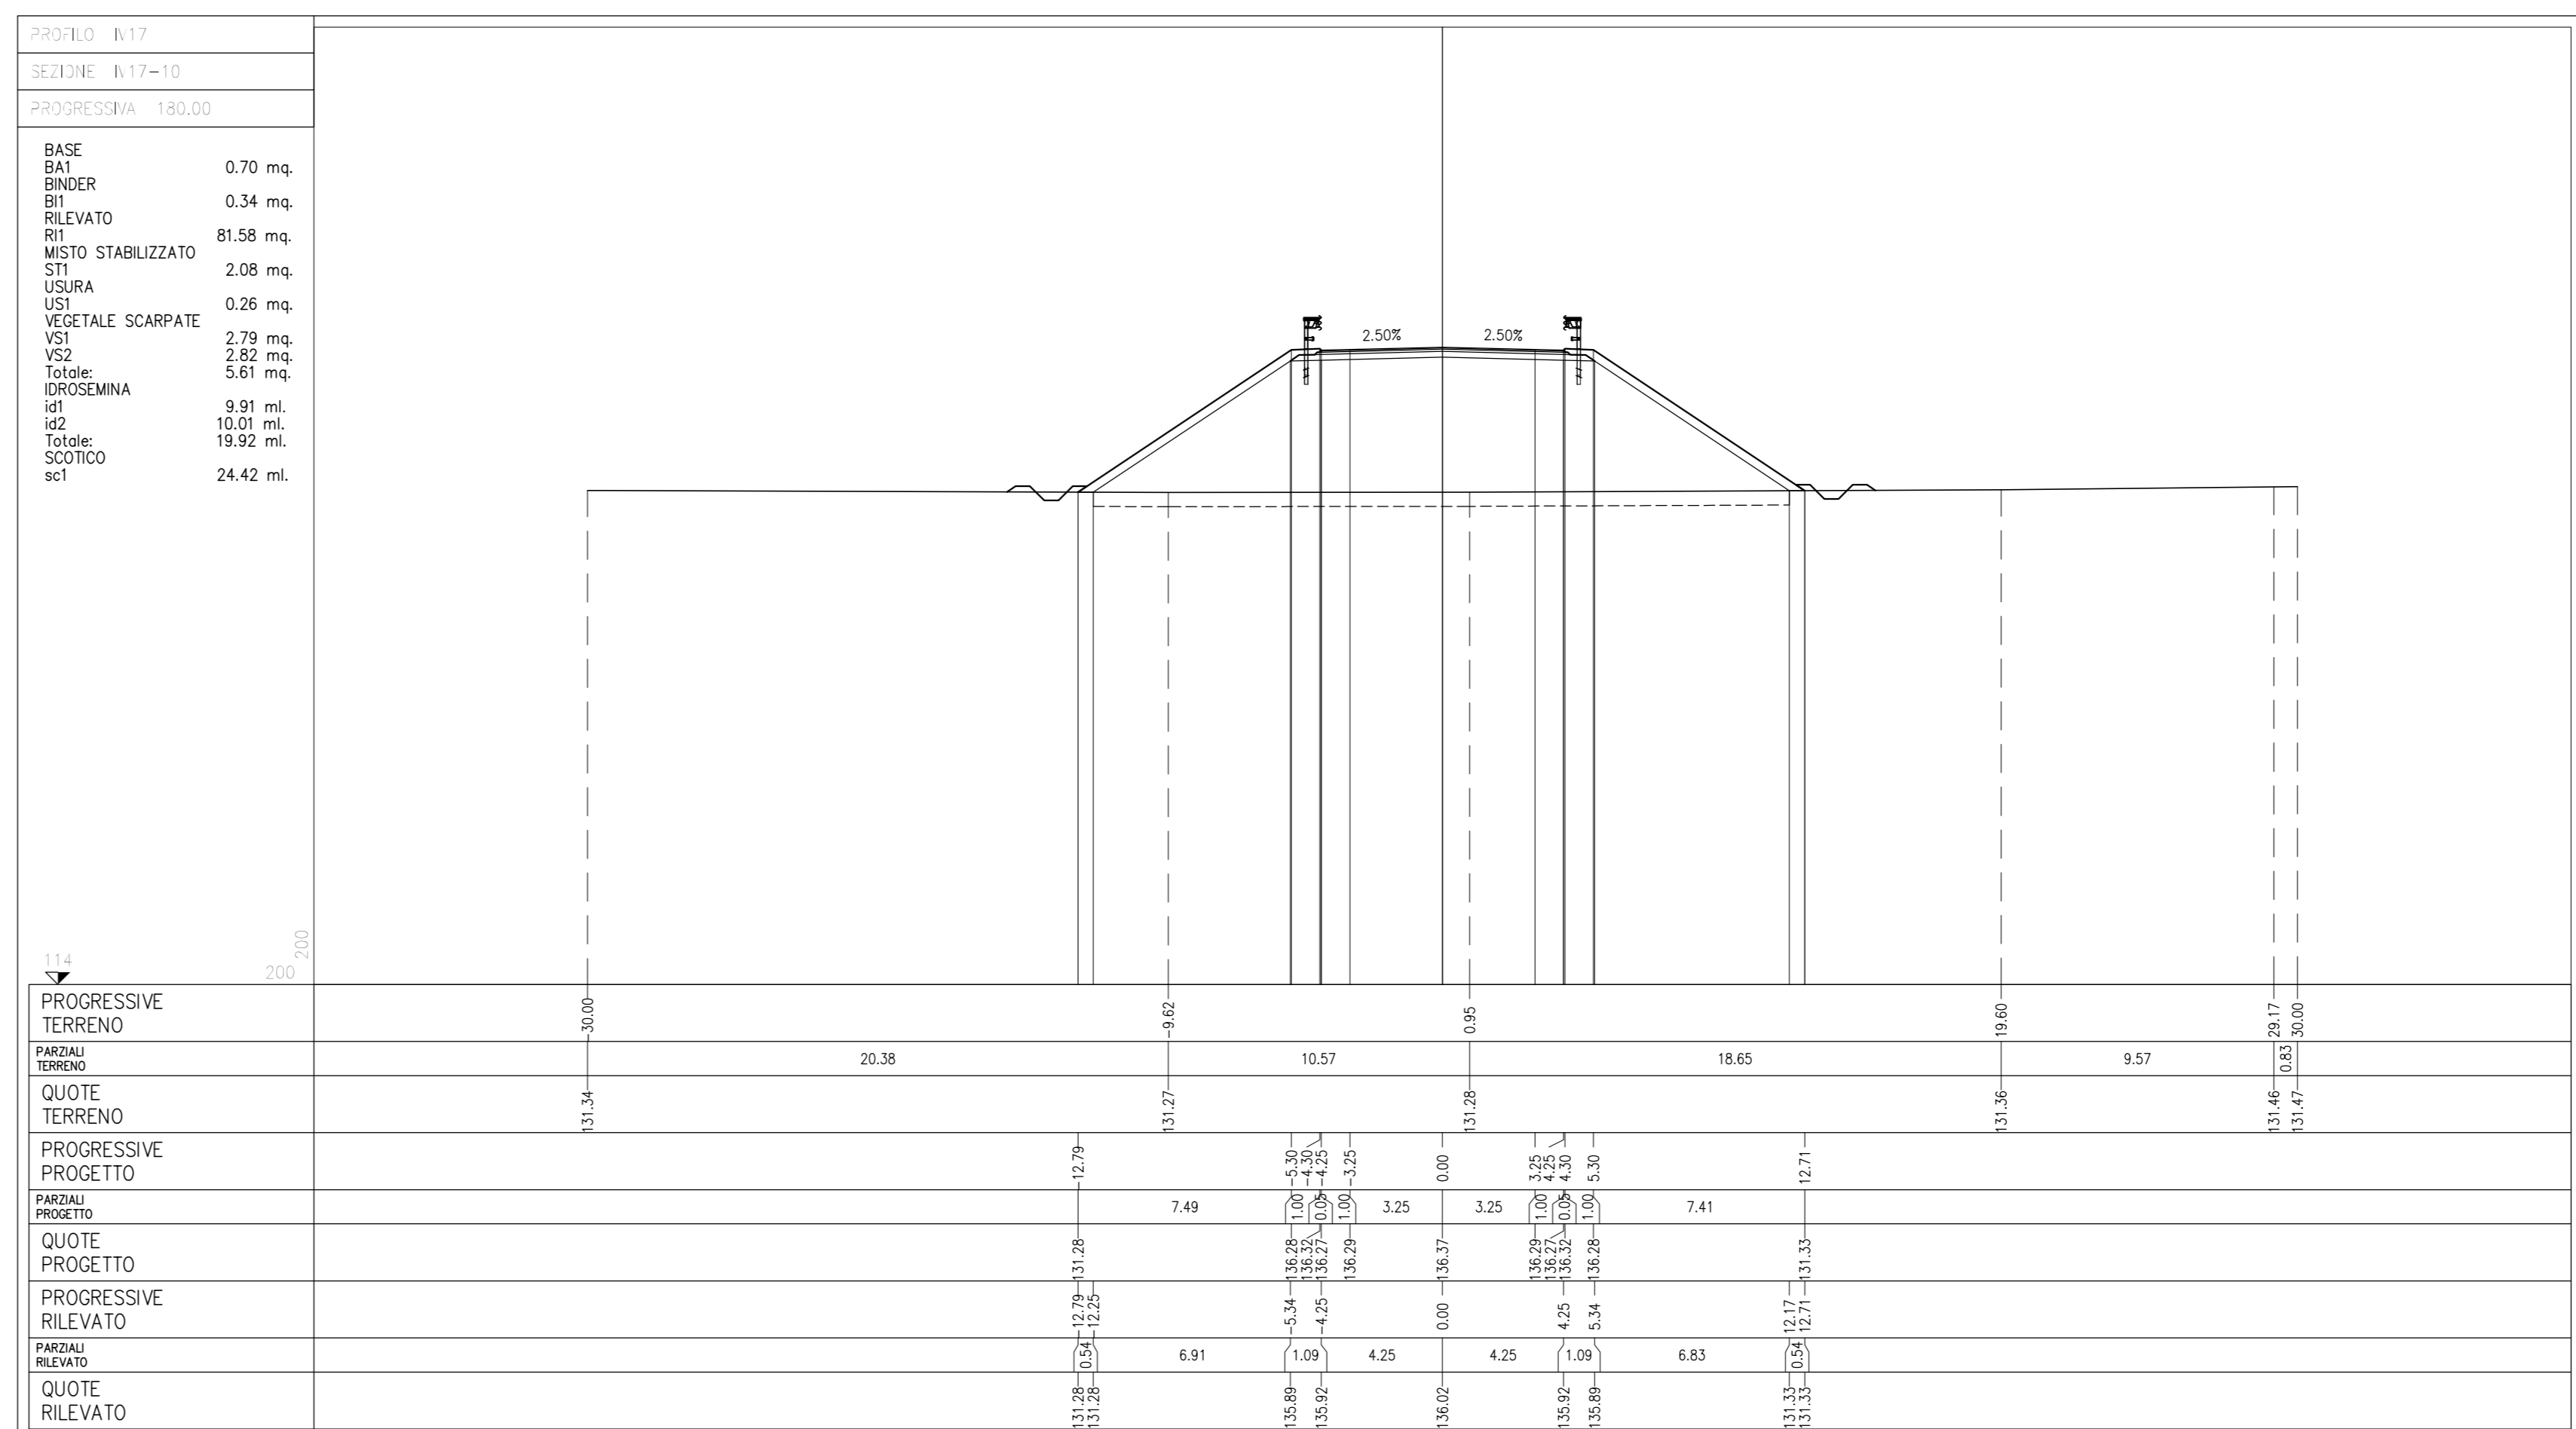 PROFILO IV17
SEZIONE IV17-10
PROGRESSIVA 180.00
BASE
BA1 0.70 mq.
BINDER
BI1 0.34 mq.
RILEVATO
RI1 81.58 mq.
MISTO STABILIZZATO
ST1 2.08 mq.
USURA
US1 0.26 mq.
VEGETALE SCARPATE
VS1 2.79 mq.
VS2 2.82 mq.
Totale: 5.61 mq.
IDROSEMINA
id1 9.91 ml.
id2 10.01 ml.
Totale: 19.92 ml.
SCOTICO
sc1 24.42 ml.
2.50% 2.50%
114 200 200
PROGRESSIVE
TERRENO
-30.00 -9.62 0.95 19.60 29.17 30.00
PARZIALI
TERRENO
20.38 10.57 18.65 9.57 0.83
QUOTE
TERRENO
131.34 131.27 131.28 131.36 131.46 131.47
PROGRESSIVE
PROGETTO
-12.79 -5.30 -4.30 -4.25 -3.25 0.00 3.25 4.25 4.30 5.30 12.71
PARZIALI
PROGETTO
7.49 1.00 0.05 1.00 3.25 3.25 1.00 0.05 1.00 7.41
QUOTE
PROGETTO
131.28 136.28 136.32 136.27 136.29 136.37 136.29 136.27 136.32 136.28 131.33
PROGRESSIVE
RILEVATO
-12.79 -12.25 -5.34 -4.25 0.00 4.25 5.34 12.17 12.71
PARZIALI
RILEVATO
0.54 6.91 1.09 4.25 4.25 1.09 6.83 0.54
QUOTE
RILEVATO
131.28 131.28 135.89 135.92 136.02 135.92 135.89 131.33 131.33